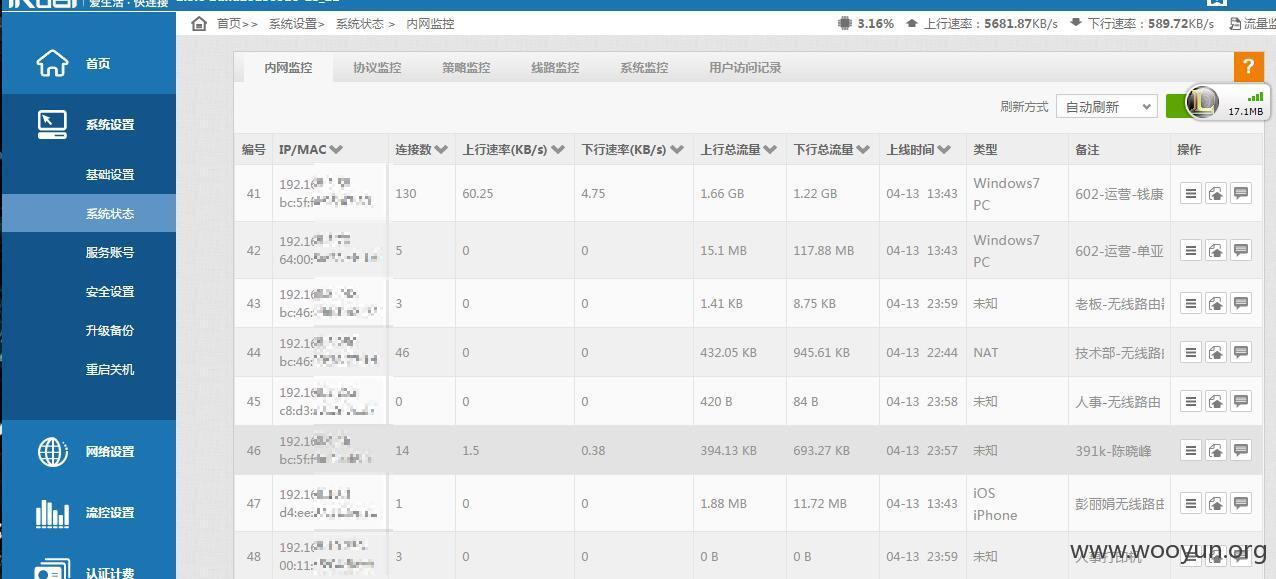 iKuai 爱生活·快连接
首页>> 系统设置> 系统状态 > 内网监控
3.16% 上行速率：5681.87KB/s 下行速率：589.72KB/s 流量监
首页
系统设置
基础设置
系统状态
服务账号
安全设置
升级备份
重启关机
网络设置
流控设置
认证计费
内网监控 协议监控 策略监控 线路监控 系统监控 用户访问记录
?
刷新方式 自动刷新
17.1MB
编号 IP/MAC 连接数 上行速率(KB/s) 下行速率(KB/s) 上行总流量 下行总流量 上线时间 类型 备注 操作
41 192.16 bc:5f:f 130 60.25 4.75 1.66 GB 1.22 GB 04-13 13:43 Windows7 PC 602-运营-钱康
42 192.16 64:00: 5 0 0 15.1 MB 117.88 MB 04-13 13:43 Windows7 PC 602-运营-单亚
43 192.16 bc:46: 3 0 0 1.41 KB 8.75 KB 04-13 23:59 未知 老板-无线路由
44 192.16 bc:46: 46 0 0 432.05 KB 945.61 KB 04-13 22:44 NAT 技术部-无线路
45 192.16 c8:d3: 0 0 0 420 B 84 B 04-13 23:58 未知 人事-无线路由
46 192.16 bc:5f:f 14 1.5 0.38 394.13 KB 693.27 KB 04-13 23:57 未知 391k-陈晓峰
47 192.16 d4:ee: 1 0 0 1.88 MB 11.72 MB 04-13 13:43 iOS iPhone 彭丽娟无线路由
48 192.16 00:11: 3 0 0 0 B 0 B 04-13 23:59 未知 人事打印机
www.wooyun.org